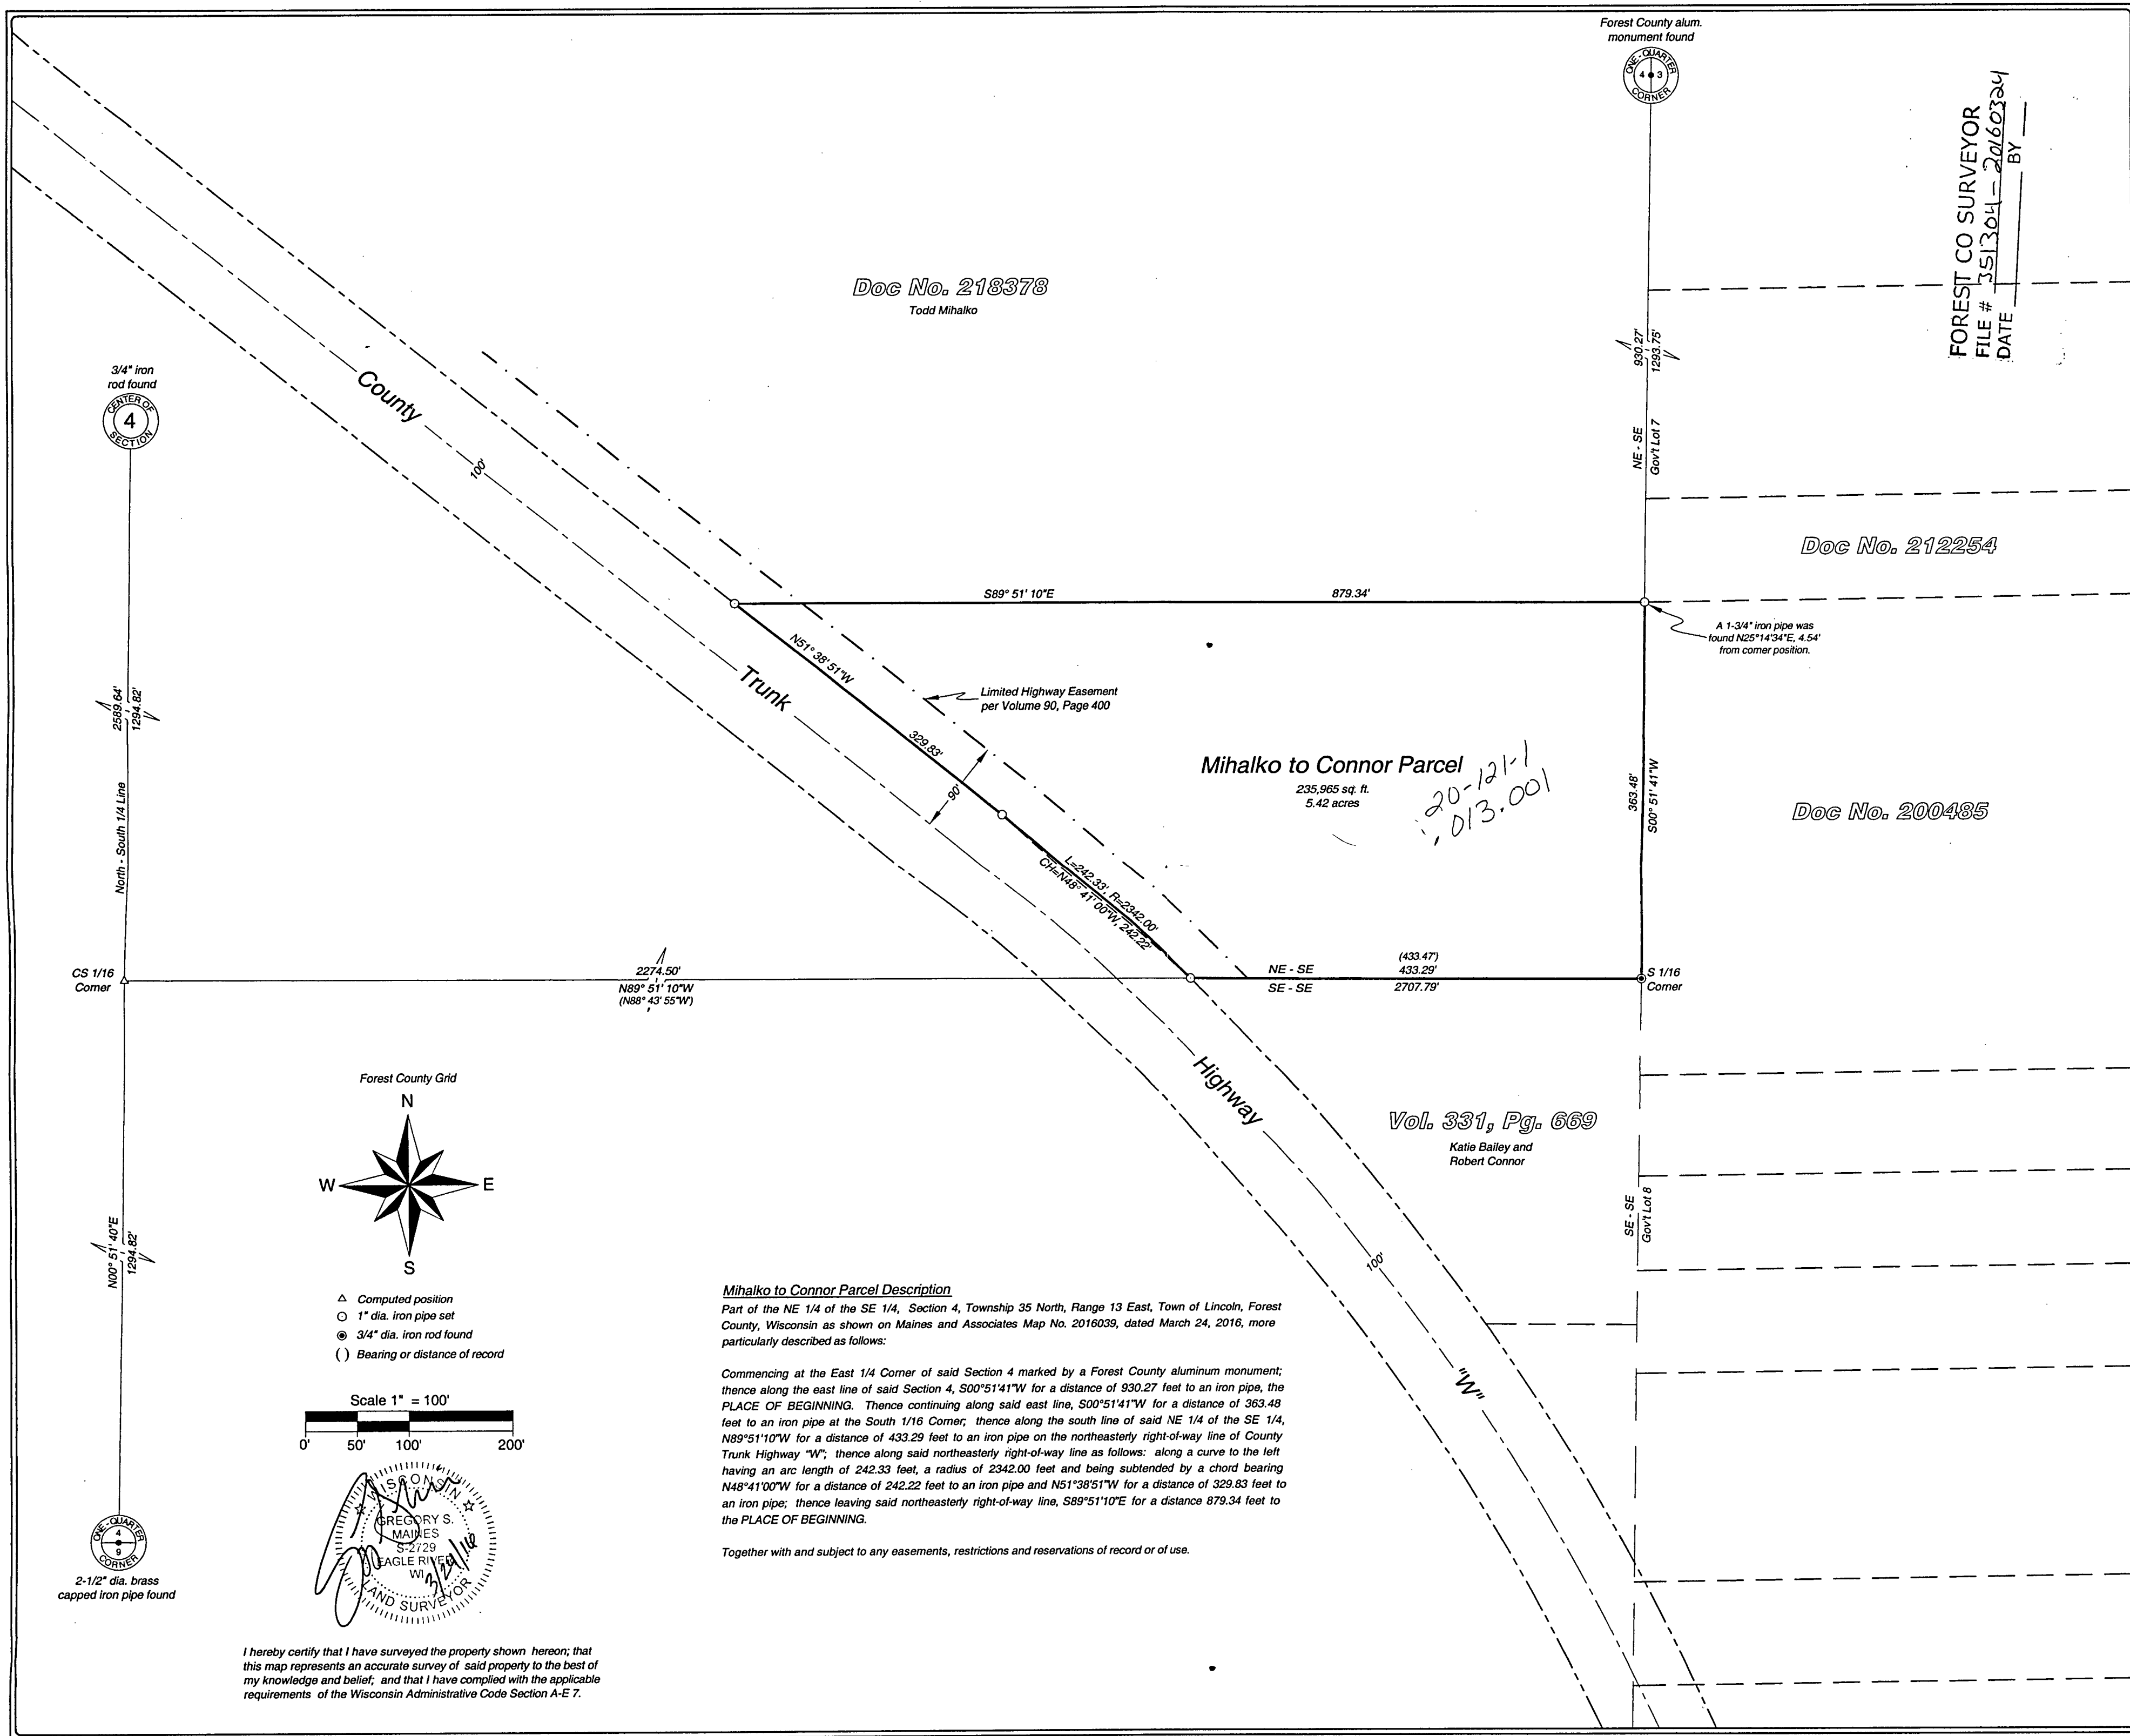 Forest County alum.
monument found
ONE-QUARTER
4 3
CORNER
FOREST CO SURVEYOR
FILE # 351304-20160324
DATE ______ BY ___
Doc No. 218378
Todd Mihalko
930.27'
1293.75'
NE - SE
Gov't Lot 7
3/4" iron
rod found
CENTER OF
4
SECTION
County
100'
Doc No. 212254
S89° 51' 10"E
879.34'
A 1-3/4" iron pipe was
found N25°14'34"E, 4.54'
from corner position.
N51° 38' 51"W
329.83'
Trunk
Limited Highway Easement
per Volume 90, Page 400
90'
2589.64'
1294.82'
North - South 1/4 Line
Mihalko to Connor Parcel
235,965 sq. ft.
5.42 acres
20-121-1
013.001
363.48'
S00° 51' 41"W
Doc No. 200485
L=242.33', R=2342.00'
CH=N48° 41' 00"W, 242.22'
CS 1/16
Corner
2274.50'
N89° 51' 10"W
(N88° 43' 55"W)
NE - SE
SE - SE
(433.47')
433.29'
2707.79'
S 1/16
Corner
Highway
Forest County Grid
N
W
E
S
Vol. 331, Pg. 669
Katie Bailey and
Robert Connor
SE - SE
Gov't Lot 8
N00° 51' 40"E
1294.82'
100'
"W"
△ Computed position
○ 1" dia. iron pipe set
◉ 3/4" dia. iron rod found
( ) Bearing or distance of record
Scale 1" = 100'
0' 50' 100' 200'
Mihalko to Connor Parcel Description
Part of the NE 1/4 of the SE 1/4, Section 4, Township 35 North, Range 13 East, Town of Lincoln, Forest
County, Wisconsin as shown on Maines and Associates Map No. 2016039, dated March 24, 2016, more
particularly described as follows:
Commencing at the East 1/4 Corner of said Section 4 marked by a Forest County aluminum monument;
thence along the east line of said Section 4, S00°51'41"W for a distance of 930.27 feet to an iron pipe, the
PLACE OF BEGINNING. Thence continuing along said east line, S00°51'41"W for a distance of 363.48
feet to an iron pipe at the South 1/16 Corner; thence along the south line of said NE 1/4 of the SE 1/4,
N89°51'10"W for a distance of 433.29 feet to an iron pipe on the northeasterly right-of-way line of County
Trunk Highway "W"; thence along said northeasterly right-of-way line as follows: along a curve to the left
having an arc length of 242.33 feet, a radius of 2342.00 feet and being subtended by a chord bearing
N48°41'00"W for a distance of 242.22 feet to an iron pipe and N51°38'51"W for a distance of 329.83 feet to
an iron pipe; thence leaving said northeasterly right-of-way line, S89°51'10"E for a distance 879.34 feet to
the PLACE OF BEGINNING.
Together with and subject to any easements, restrictions and reservations of record or of use.
WISCONSIN
GREGORY S.
MAINES
S-2729
EAGLE RIVER
WI
LAND SURVEYOR
3/24/16
ONE-QUARTER
4
9
CORNER
2-1/2" dia. brass
capped iron pipe found
I hereby certify that I have surveyed the property shown hereon; that
this map represents an accurate survey of said property to the best of
my knowledge and belief; and that I have complied with the applicable
requirements of the Wisconsin Administrative Code Section A-E 7.